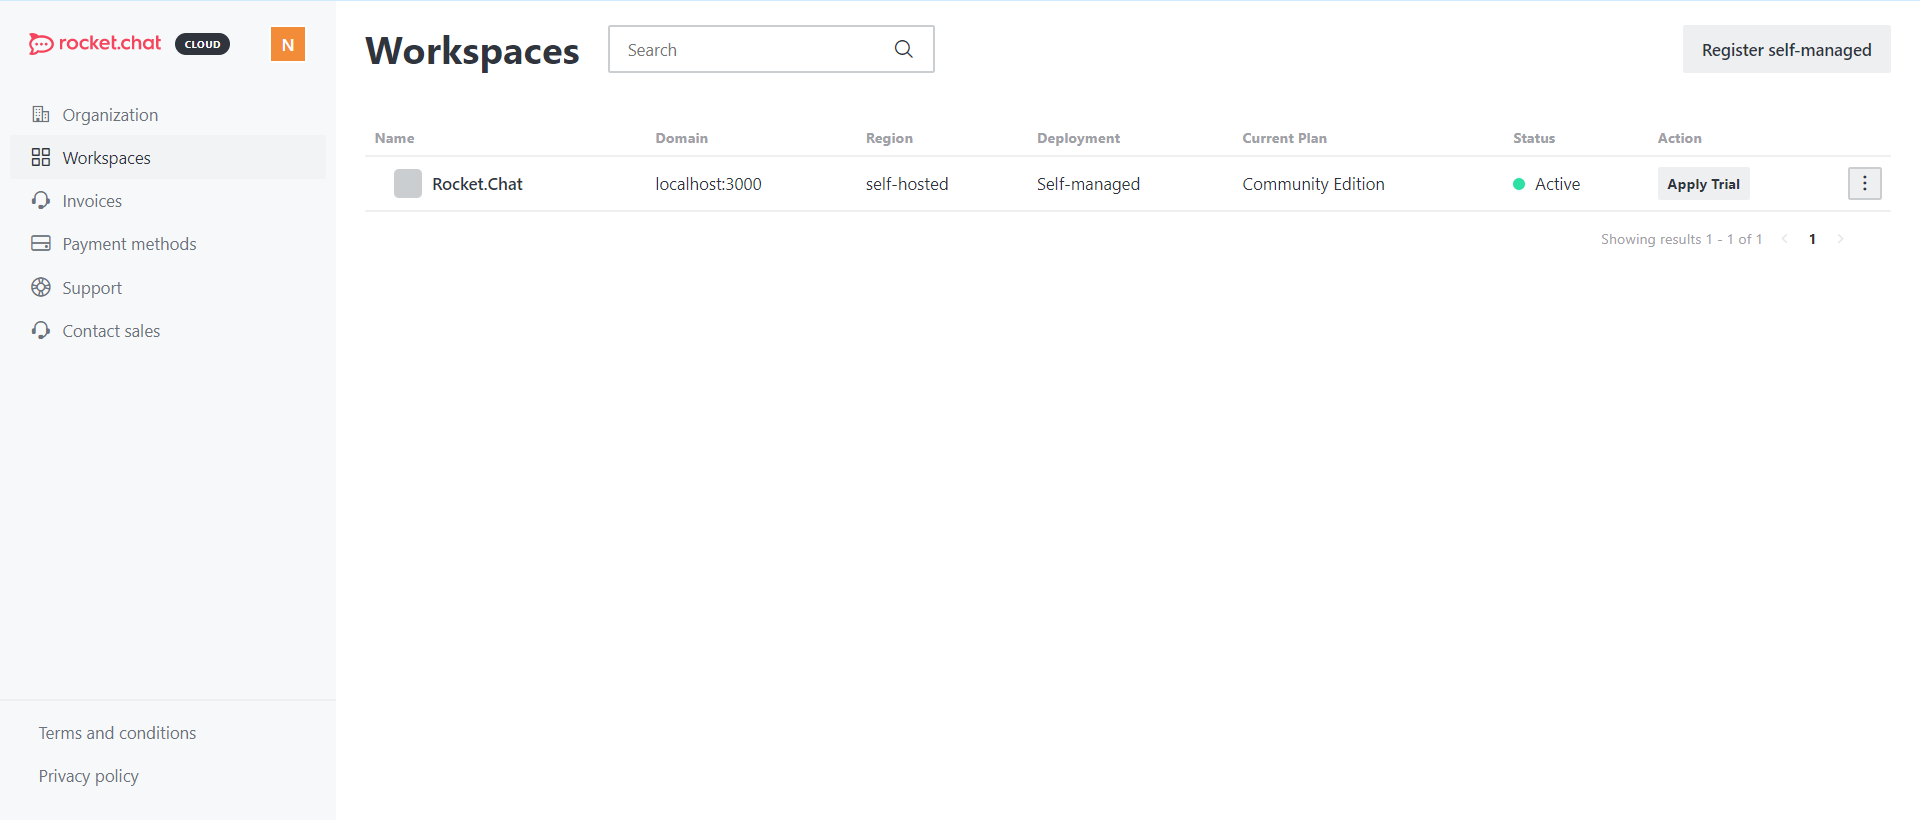 rocket.chat CLOUD N
Organization
Workspaces
Invoices
Payment methods
Support
Contact sales
Terms and conditions
Privacy policy
Workspaces Search Register self-managed
Name Domain Region Deployment Current Plan Status Action
Rocket.Chat localhost:3000 self-hosted Self-managed Community Edition Active Apply Trial
Showing results 1 - 1 of 1 < 1 >